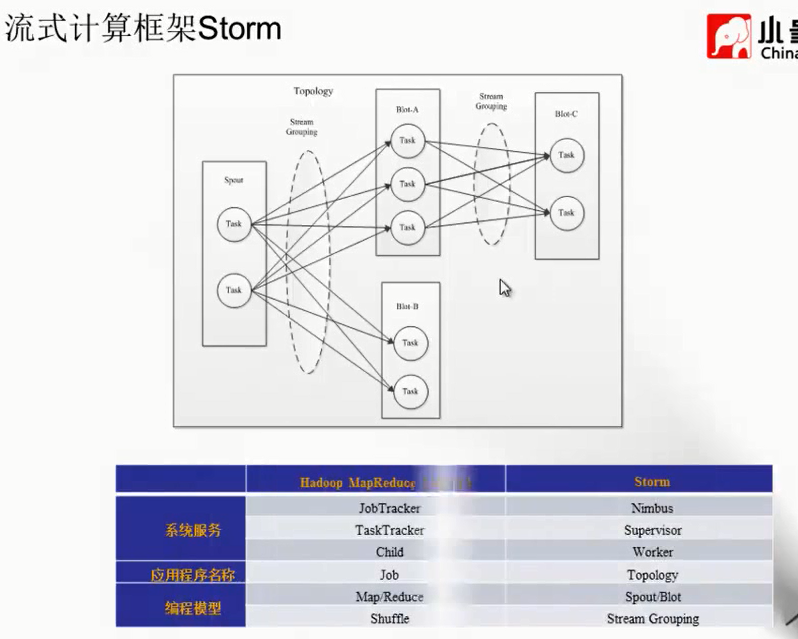 流式计算框架Storm
小
China
Topology
Stream
Grouping
Spout
Task
Task
Blot-A
Task
Task
Task
Stream
Grouping
Blot-C
Task
Task
Blot-B
Task
Task
Hadoop MapReduce Storm
系统服务
JobTracker Nimbus
TaskTracker Supervisor
Child Worker
应用程序名称 Job Topology
编程模型
Map/Reduce Spout/Blot
Shuffle Stream Grouping